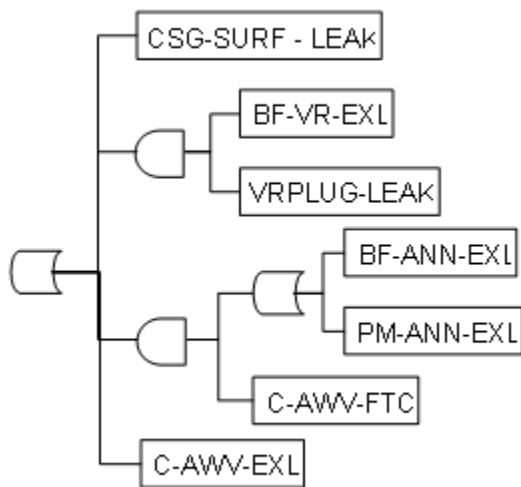 CSG-SURF - LEAK
BF-VR-EXL
VRPLUG-LEAK
BF-ANN-EXL
PM-ANN-EXL
C-AWV-FTC
C-AWV-EXL